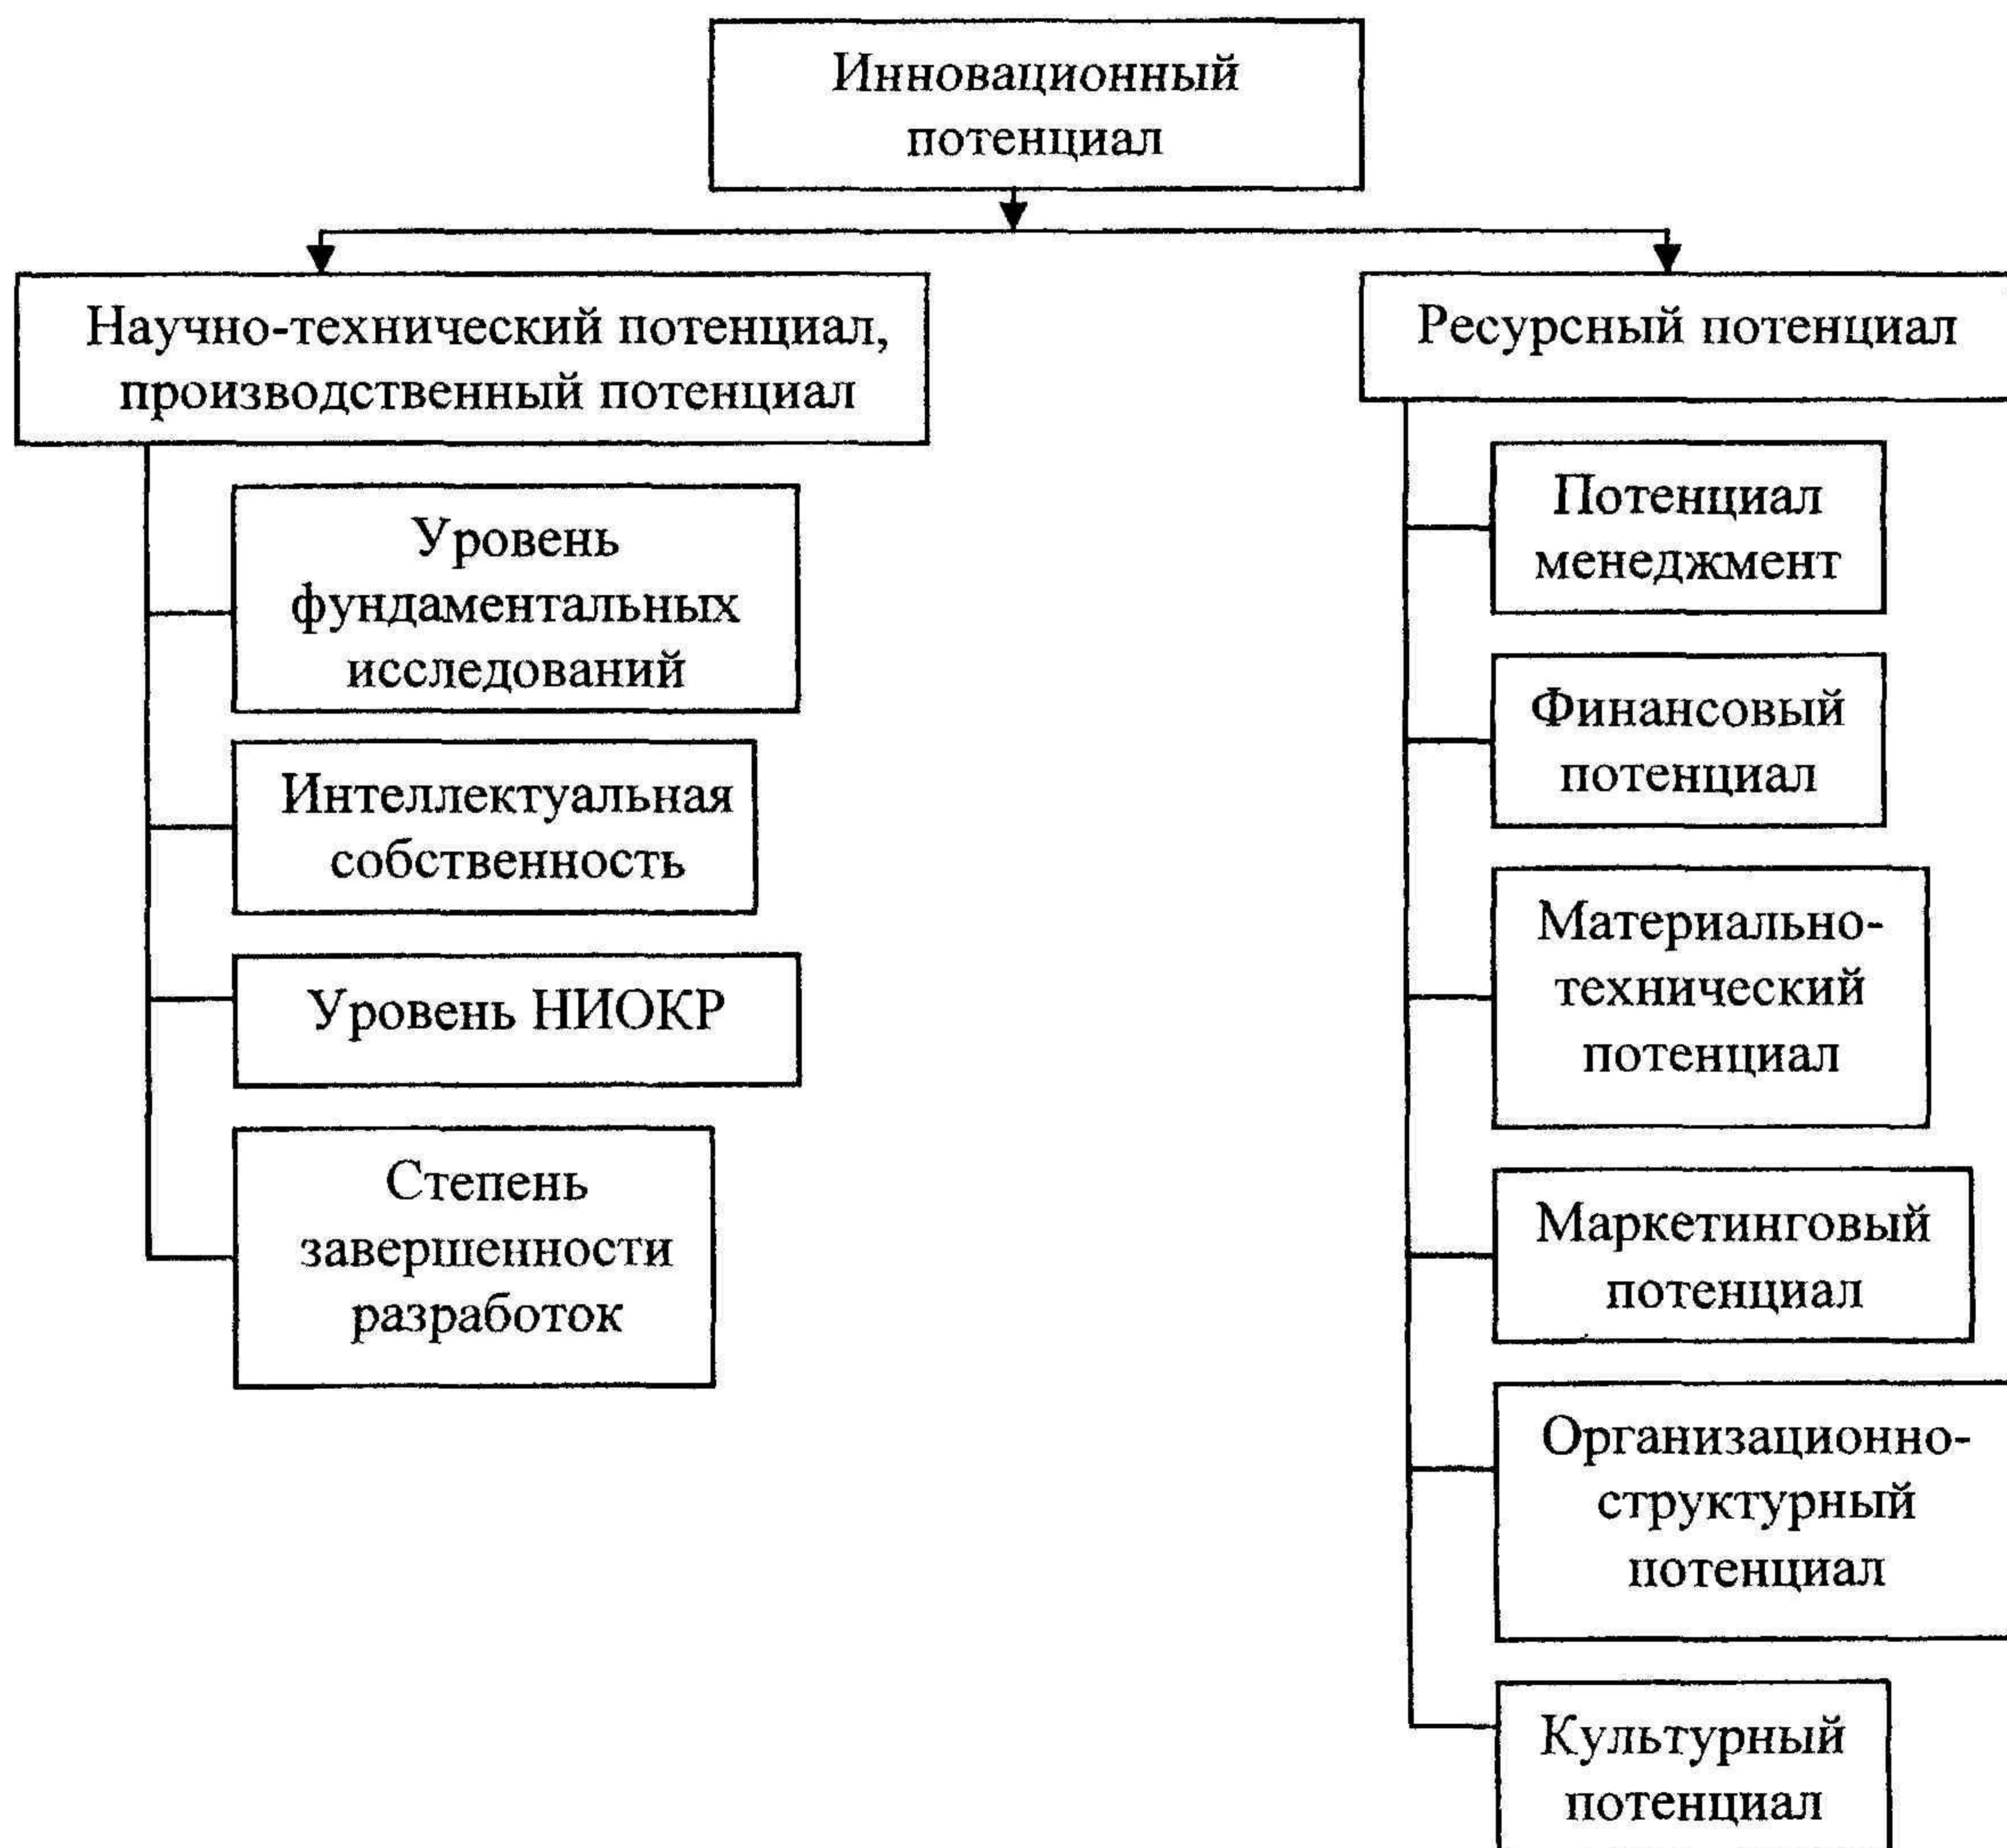 Инновационный
потенциал
Научно-технический потенциал,
производственный потенциал
Уровень
фундаментальных
исследований
Интеллектуальная
собственность
Уровень НИОКР
Степень
завершенности
разработок
Ресурсный потенциал
Потенциал
менеджмент
Финансовый
потенциал
Материально-
технический
потенциал
Маркетинговый
потенциал
Организационно-
структурный
потенциал
Культурный
потенциал